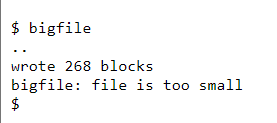 $ bigfile
..
wrote 268 blocks
bigfile: file is too small
$